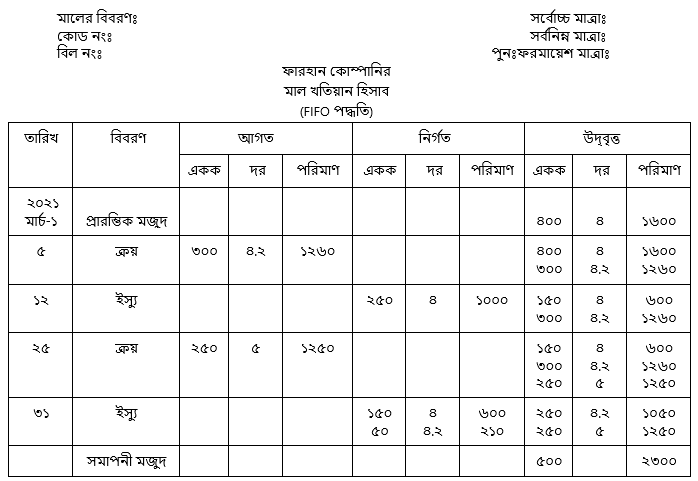 মালের বিবরণঃ সর্বোচ্চ মাত্রাঃ
কোড নংঃ সর্বনিম্ন মাত্রাঃ
বিল নংঃ পুনঃফরমায়েশ মাত্রাঃ
ফারহান কোম্পানির
মাল খতিয়ান হিসাব
(FIFO পদ্ধতি)
তারিখ বিবরণ আগত নির্গত উদ্বৃত্ত
একক দর পরিমাণ একক দর পরিমাণ একক দর পরিমাণ
২০২১
মার্চ-১ প্রারম্ভিক মজুদ ৪০০ ৪ ১৬০০
৫ ক্রয় ৩০০ ৪.২ ১২৬০ ৪০০ ৪ ১৬০০
৩০০ ৪.২ ১২৬০
১২ ইস্যু ২৫০ ৪ ১০০০ ১৫০ ৪ ৬০০
৩০০ ৪.২ ১২৬০
২৫ ক্রয় ২৫০ ৫ ১২৫০ ১৫০ ৪ ৬০০
৩০০ ৪.২ ১২৬০
২৫০ ৫ ১২৫০
৩১ ইস্যু ১৫০ ৪ ৬০০ ২৫০ ৪.২ ১০৫০
৫০ ৪.২ ২১০ ২৫০ ৫ ১২৫০
সমাপনী মজুদ ৫০০ ২৩০০